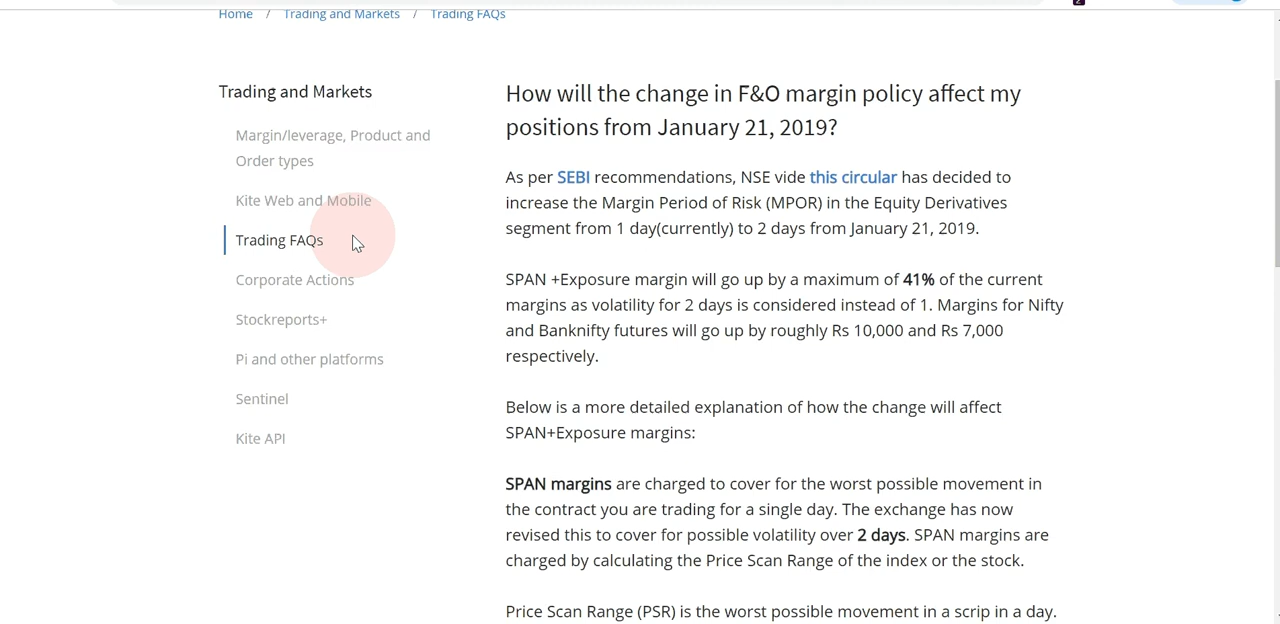 Home / Trading and Markets / Trading FAQs
Trading and Markets
Margin/leverage, Product and
Order types
Kite Web and Mobile
Trading FAQs
Corporate Actions
Stockreports+
Pi and other platforms
Sentinel
Kite API
How will the change in F&O margin policy affect my
positions from January 21, 2019?
As per SEBI recommendations, NSE vide this circular has decided to
increase the Margin Period of Risk (MPOR) in the Equity Derivatives
segment from 1 day(currently) to 2 days from January 21, 2019.
SPAN +Exposure margin will go up by a maximum of 41% of the current
margins as volatility for 2 days is considered instead of 1. Margins for Nifty
and Banknifty futures will go up by roughly Rs 10,000 and Rs 7,000
respectively.
Below is a more detailed explanation of how the change will affect
SPAN+Exposure margins:
SPAN margins are charged to cover for the worst possible movement in
the contract you are trading for a single day. The exchange has now
revised this to cover for possible volatility over 2 days. SPAN margins are
charged by calculating the Price Scan Range of the index or the stock.
Price Scan Range (PSR) is the worst possible movement in a scrip in a day.